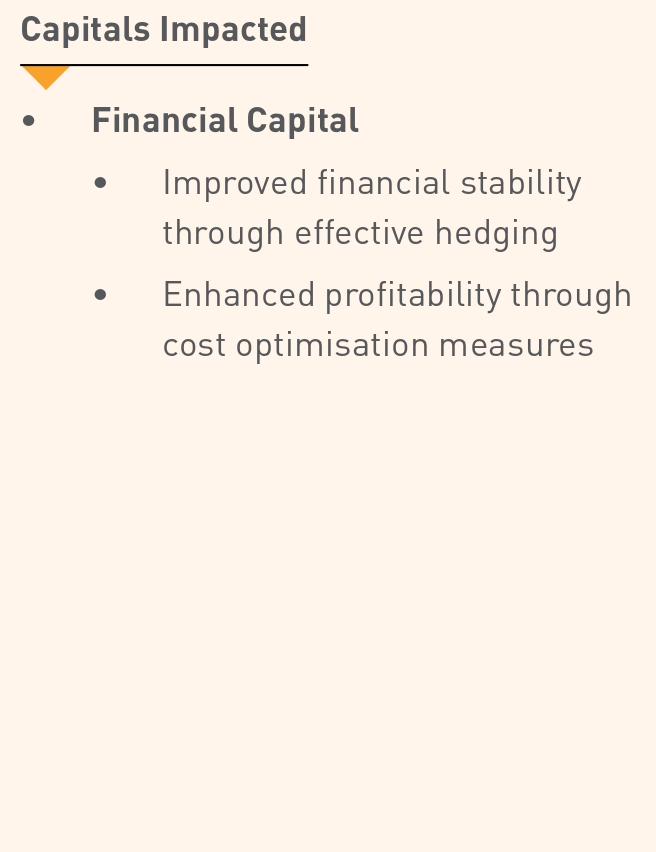 Capitals Impacted
• Financial Capital
• Improved financial stability
through effective hedging
• Enhanced profitability through
cost optimisation measures